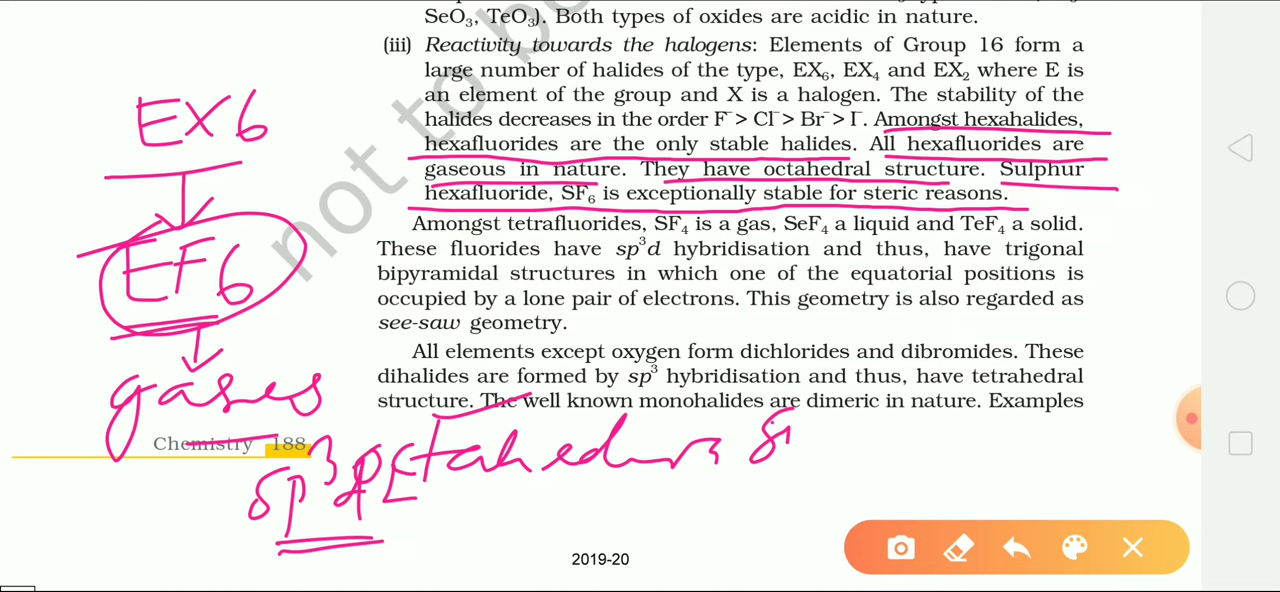 SeO₃, TeO₃). Both types of oxides are acidic in nature.
(iii) Reactivity towards the halogens: Elements of Group 16 form a
large number of halides of the type, EX₆, EX₄ and EX₂ where E is
an element of the group and X is a halogen. The stability of the
halides decreases in the order F⁻ > Cl⁻ > Br⁻ > I⁻. Amongst hexahalides,
hexafluorides are the only stable halides. All hexafluorides are
gaseous in nature. They have octahedral structure. Sulphur
hexafluoride, SF₆ is exceptionally stable for steric reasons.
Amongst tetrafluorides, SF₄ is a gas, SeF₄ a liquid and TeF₄ a solid.
These fluorides have sp³d hybridisation and thus, have trigonal
bipyramidal structures in which one of the equatorial positions is
occupied by a lone pair of electrons. This geometry is also regarded as
see-saw geometry.
All elements except oxygen form dichlorides and dibromides. These
dihalides are formed by sp³ hybridisation and thus, have tetrahedral
structure. The well known monohalides are dimeric in nature. Examples
EX6
EF6
gases
sp³
Chemistry 188
2019-20
not to be